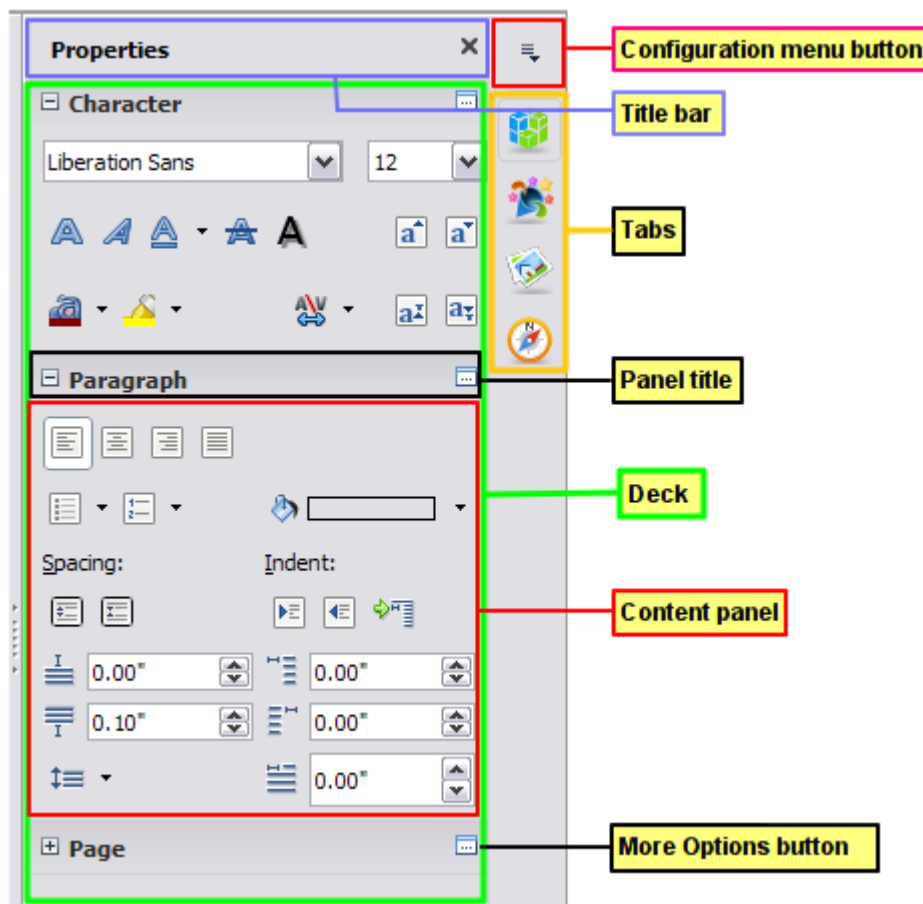 Properties
Configuration menu button
Character
Title bar
Liberation Sans
12
Tabs
Paragraph
Panel title
Deck
Spacing:
Indent:
Content panel
0.00"
0.00"
0.10"
0.00"
0.00"
Page
More Options button